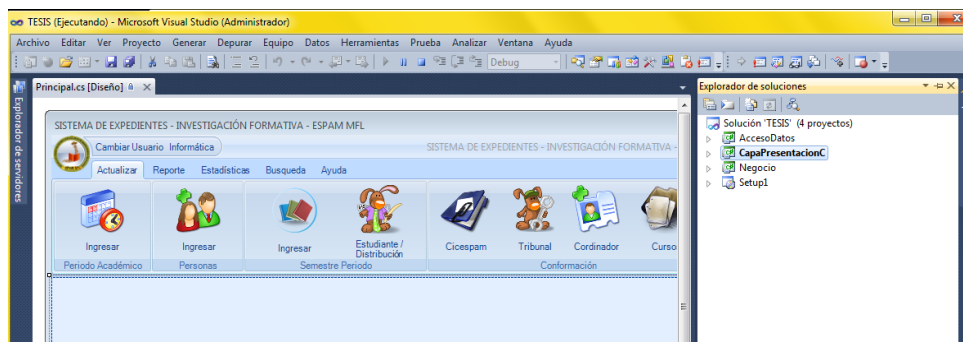 TESIS (Ejecutando) - Microsoft Visual Studio (Administrador)
Archivo Editar Ver Proyecto Generar Depurar Equipo Datos Herramientas Prueba Analizar Ventana Ayuda
Debug
Explorador de servidores
Principal.cs [Diseño]
SISTEMA DE EXPEDIENTES - INVESTIGACIÓN FORMATIVA - ESPAM MFL
Cambiar Usuario Informática
SISTEMA DE EXPEDIENTES - INVESTIGACIÓN FORMATIVA -
Actualizar Reporte Estadísticas Busqueda Ayuda
Ingresar Ingresar Ingresar Estudiante / Cicespam Tribunal Cordinador Curso
Distribución
Periodo Académico Personas Semestre Periodo Conformación
Explorador de soluciones
Solución 'TESIS' (4 proyectos)
AccesoDatos
CapaPresentacionC
Negocio
Setup1